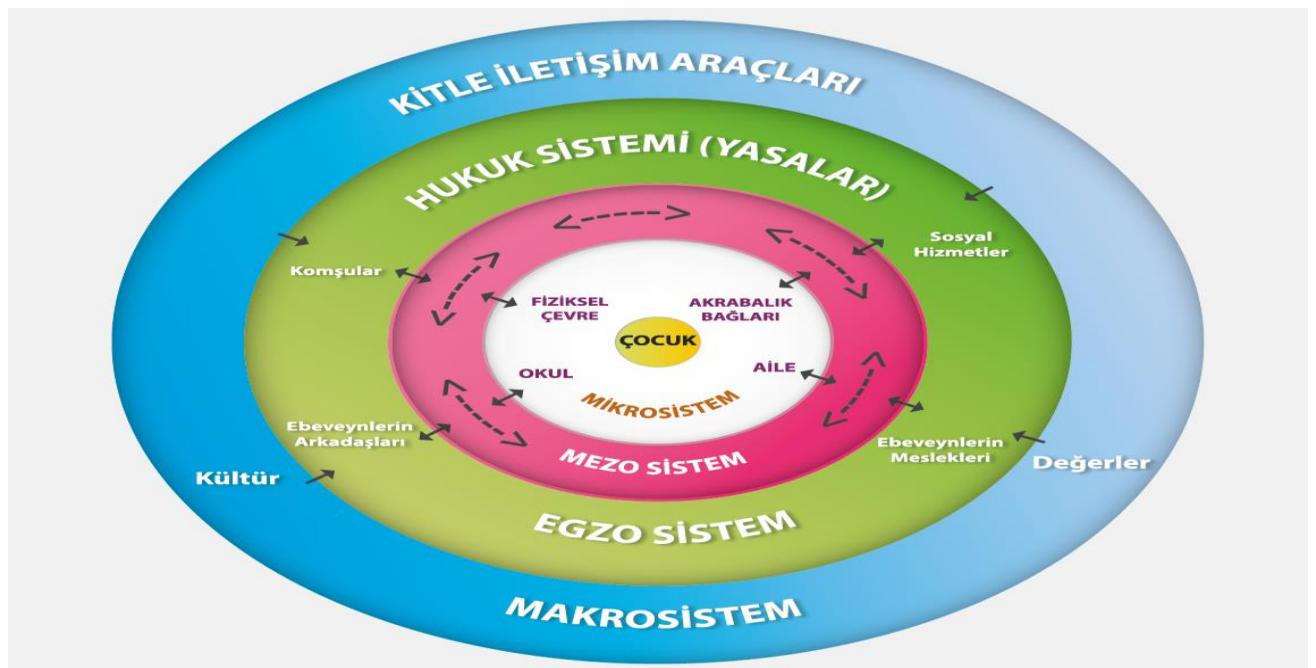 KİTLE İLETİŞİM ARAÇLARI
HUKUK SİSTEMİ (YASALAR)
Sosyal
Hizmetler
Komşular
FİZİKSEL
ÇEVRE
AKRABALIK
BAĞLARI
ÇOCUK
OKUL
AİLE
MİKROSİSTEM
Ebeveynlerin
Arkadaşları
Ebeveynlerin
Meslekleri
MEZO SİSTEM
Kültür
Değerler
EGZO SİSTEM
MAKROSİSTEM